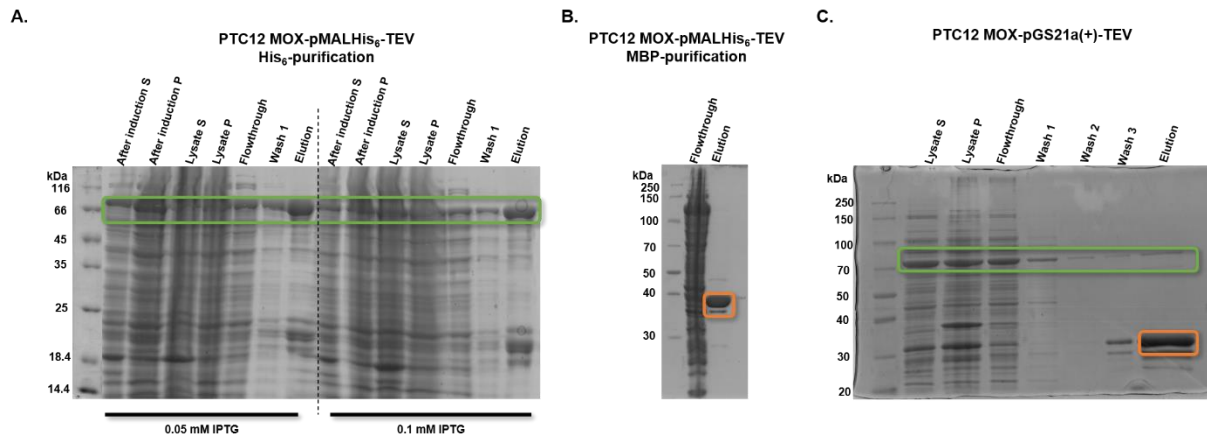 A.
PTC12 MOX-pMALHis₆-TEV
His₆-purification
After induction S
After induction P
Lysate S
Lysate P
Flowthrough
Wash 1
Elution
After induction S
After induction P
Lysate S
Lysate P
Flowthrough
Wash 1
Elution
kDa
116
66
45
35
25
18.4
14.4
0.05 mM IPTG
0.1 mM IPTG
B.
PTC12 MOX-pMALHis₆-TEV
MBP-purification
Flowthrough
Elution
kDa
250
150
100
70
50
40
30
C.
PTC12 MOX-pGS21a(+)-TEV
Lysate S
Lysate P
Flowthrough
Wash 1
Wash 2
Wash 3
Elution
kDa
250
150
100
70
50
40
30
20